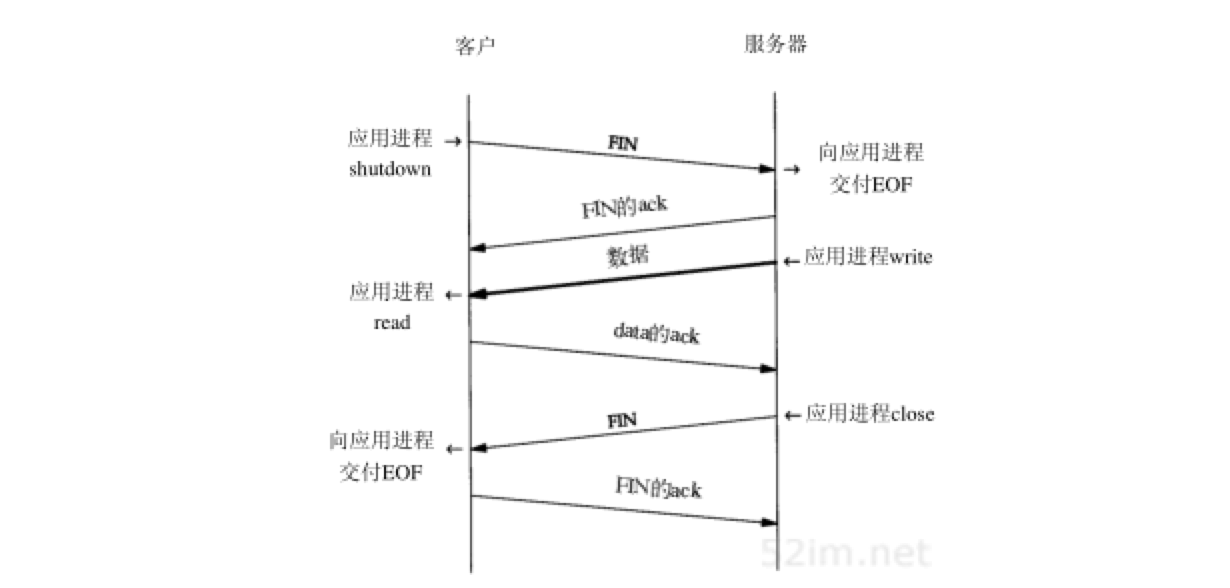 客户
服务器
应用进程
shutdown
FIN
向应用进程
交付EOF
FIN的ack
数据
应用进程write
应用进程
read
data的ack
应用进程close
FIN
向应用进程
交付EOF
FIN的ack
52im.net